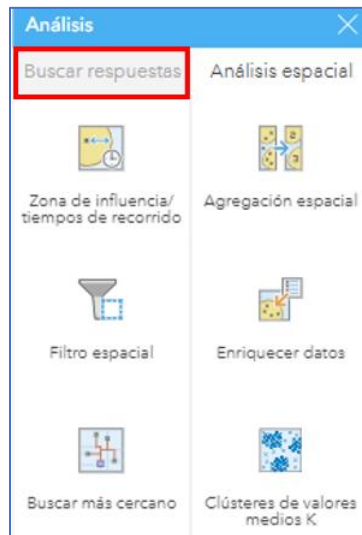 Análisis
Buscar respuestas
Análisis espacial
Zona de influencia/
tiempos de recorrido
Agregación espacial
Filtro espacial
Enriquecer datos
Buscar más cercano
Clústeres de valores
medios K